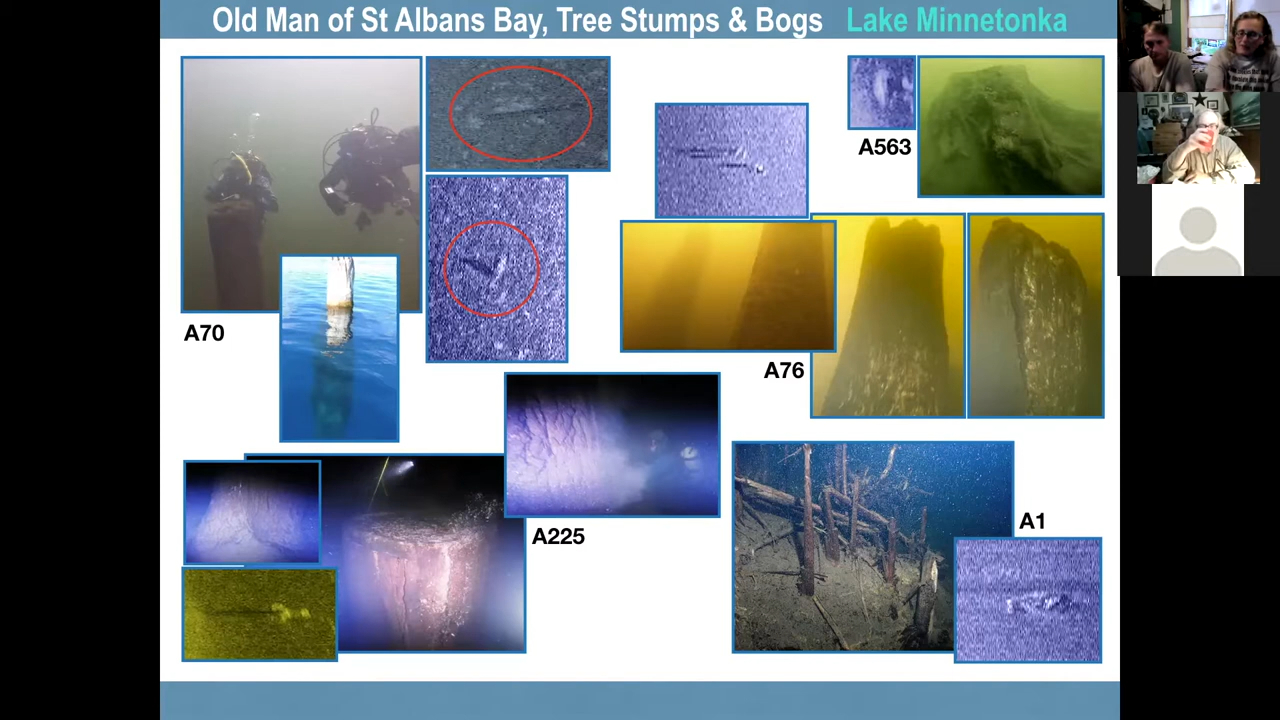 Old Man of St Albans Bay, Tree Stumps & Bogs Lake Minnetonka
A563
A70
A76
A1
A225